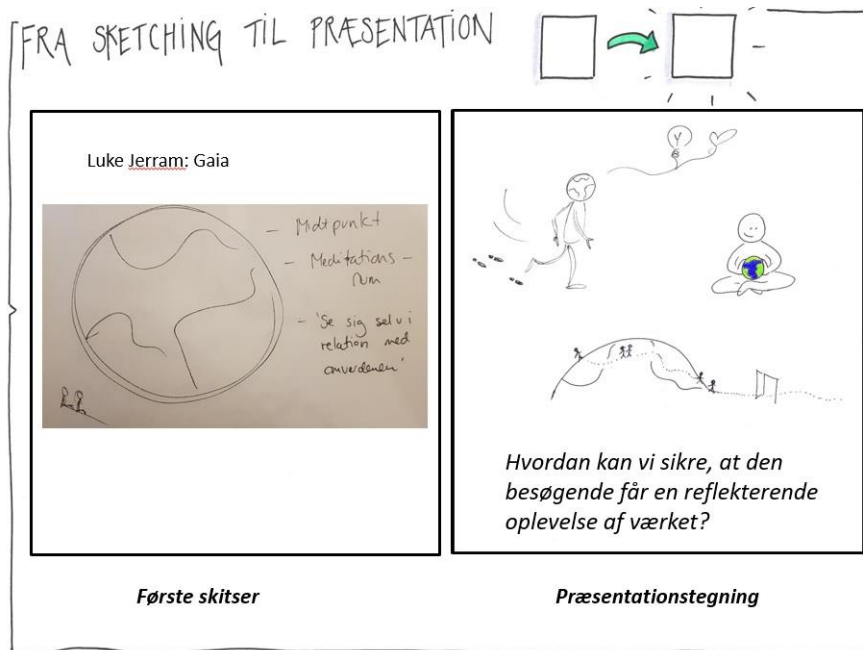 FRA SKETCHING TIL PRÆSENTATION
Luke Jerram: Gaia
- Midtpunkt
- Meditations-
rum
- 'Se sig selv i
relation med
omverdenen'
Hvordan kan vi sikre, at den
besøgende får en reflekterende
oplevelse af værket?
Første skitser
Præsentationstegning